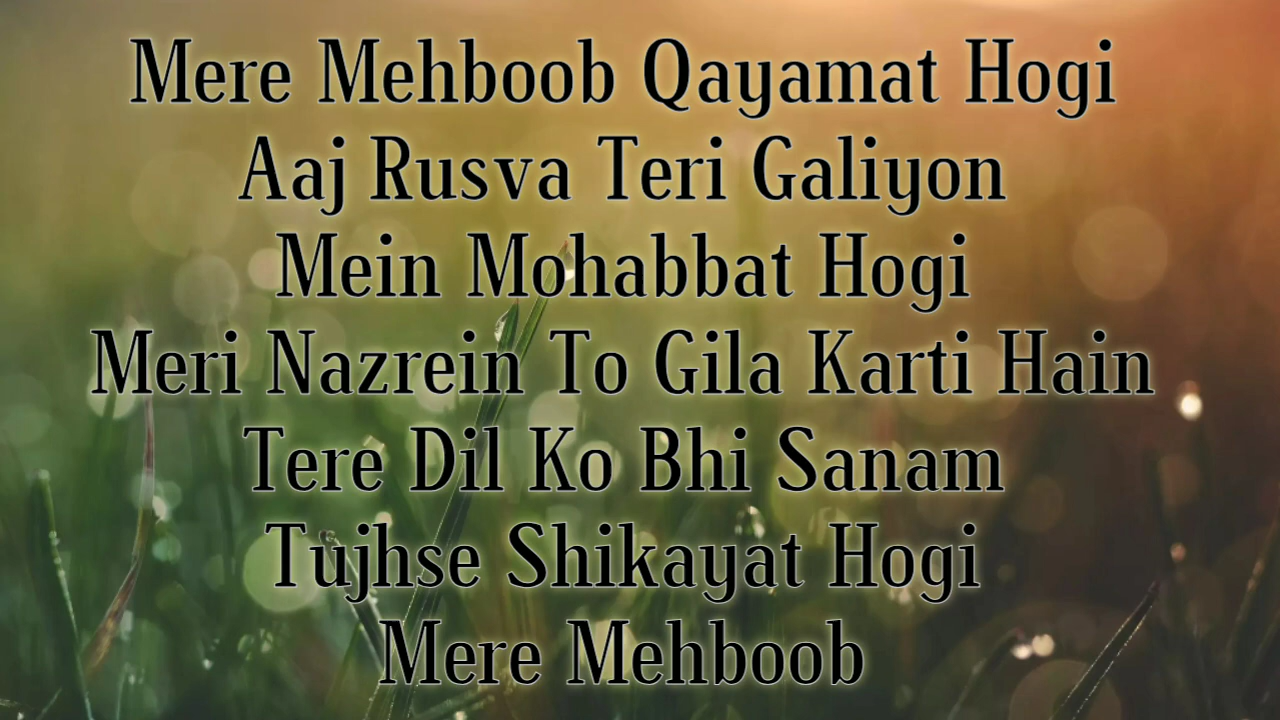 Mere Mehboob Qayamat Hogi
Aaj Rusva Teri Galiyon
Mein Mohabbat Hogi
Meri Nazrein To Gila Karti Hain
Tere Dil Ko Bhi Sanam
Tujhse Shikayat Hogi
Mere Mehboob